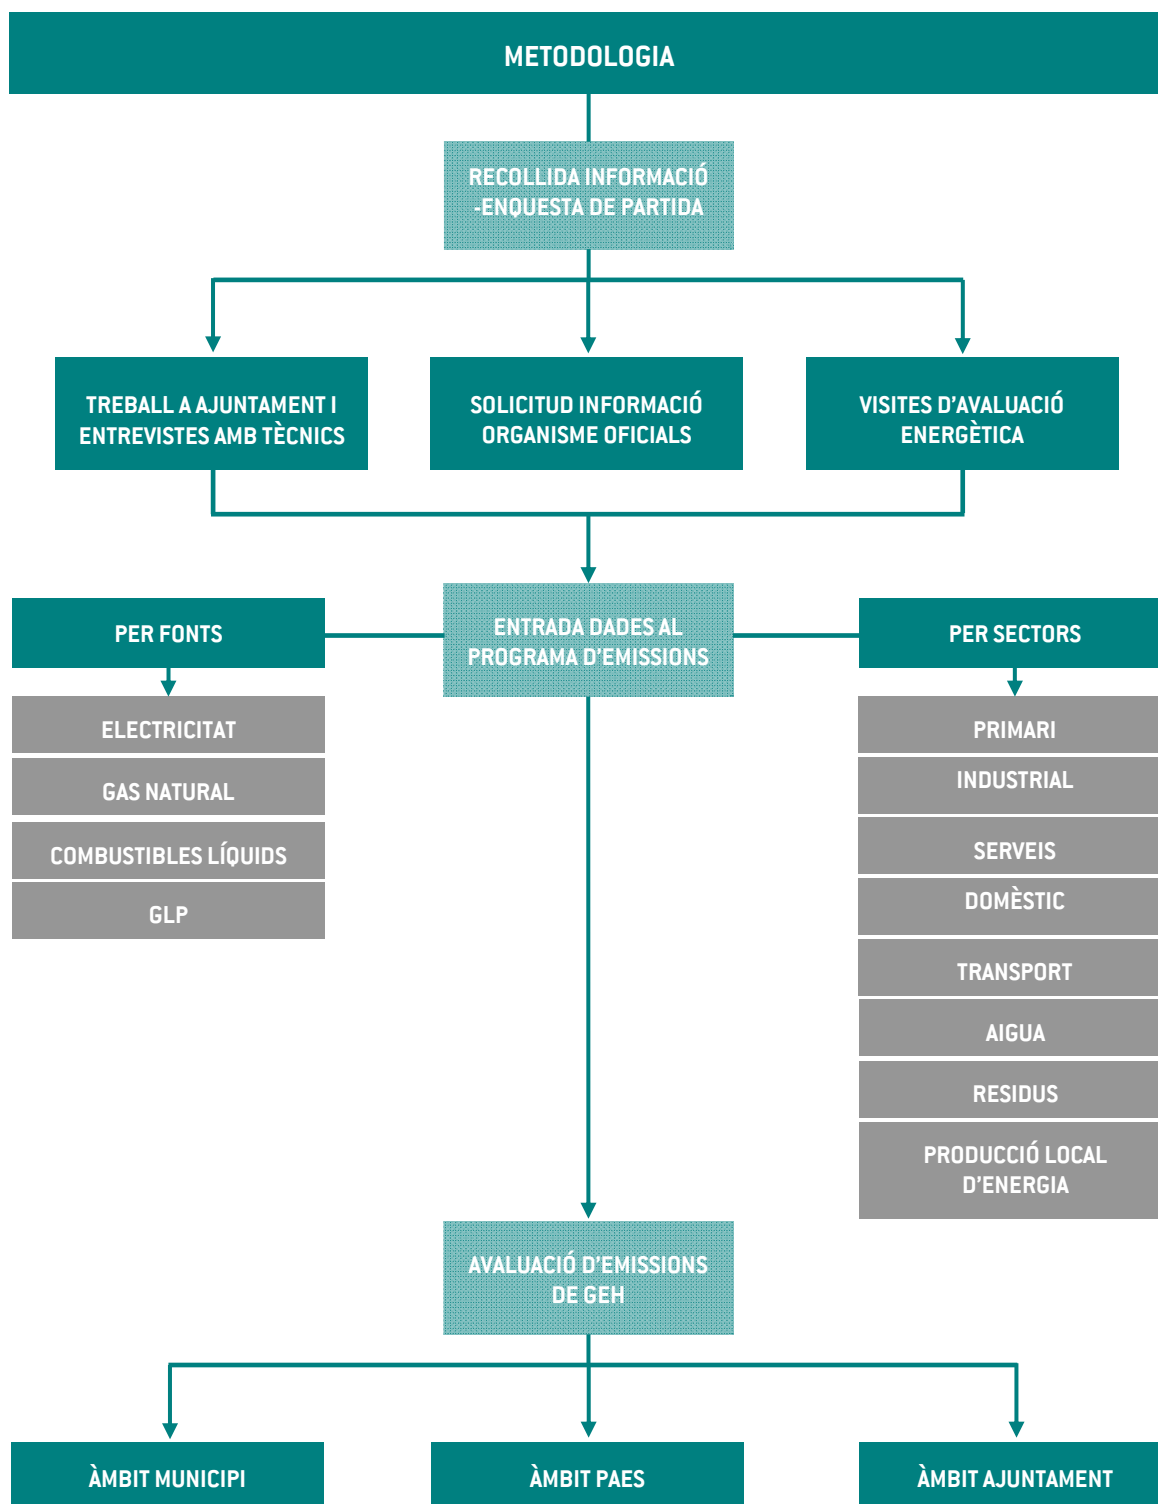 METODOLOGIA
RECOLLIDA INFORMACIÓ
-ENQUESTA DE PARTIDA
TREBALL A AJUNTAMENT I
ENTREVISTES AMB TÈCNICS
SOLICITUD INFORMACIÓ
ORGANISME OFICIALS
VISITES D'AVALUACIÓ
ENERGÈTICA
ENTRADA DADES AL
PROGRAMA D'EMISSIONS
PER FONTS
ELECTRICITAT
GAS NATURAL
COMBUSTIBLES LÍQUIDS
GLP
PER SECTORS
PRIMARI
INDUSTRIAL
SERVEIS
DOMÈSTIC
TRANSPORT
AIGUA
RESIDUS
PRODUCCIÓ LOCAL
D'ENERGIA
AVALUACIÓ D'EMISSIONS
DE GEH
ÀMBIT MUNICIPI
ÀMBIT PAES
ÀMBIT AJUNTAMENT